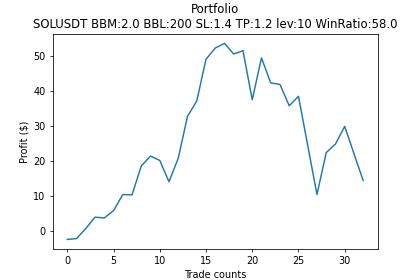 Portfolio
SOLUSDT BBM:2.0 BBL:200 SL:1.4 TP:1.2 lev:10 WinRatio:58.0
50
40
30
20
10
0
Profit ($)
0 5 10 15 20 25 30
Trade counts